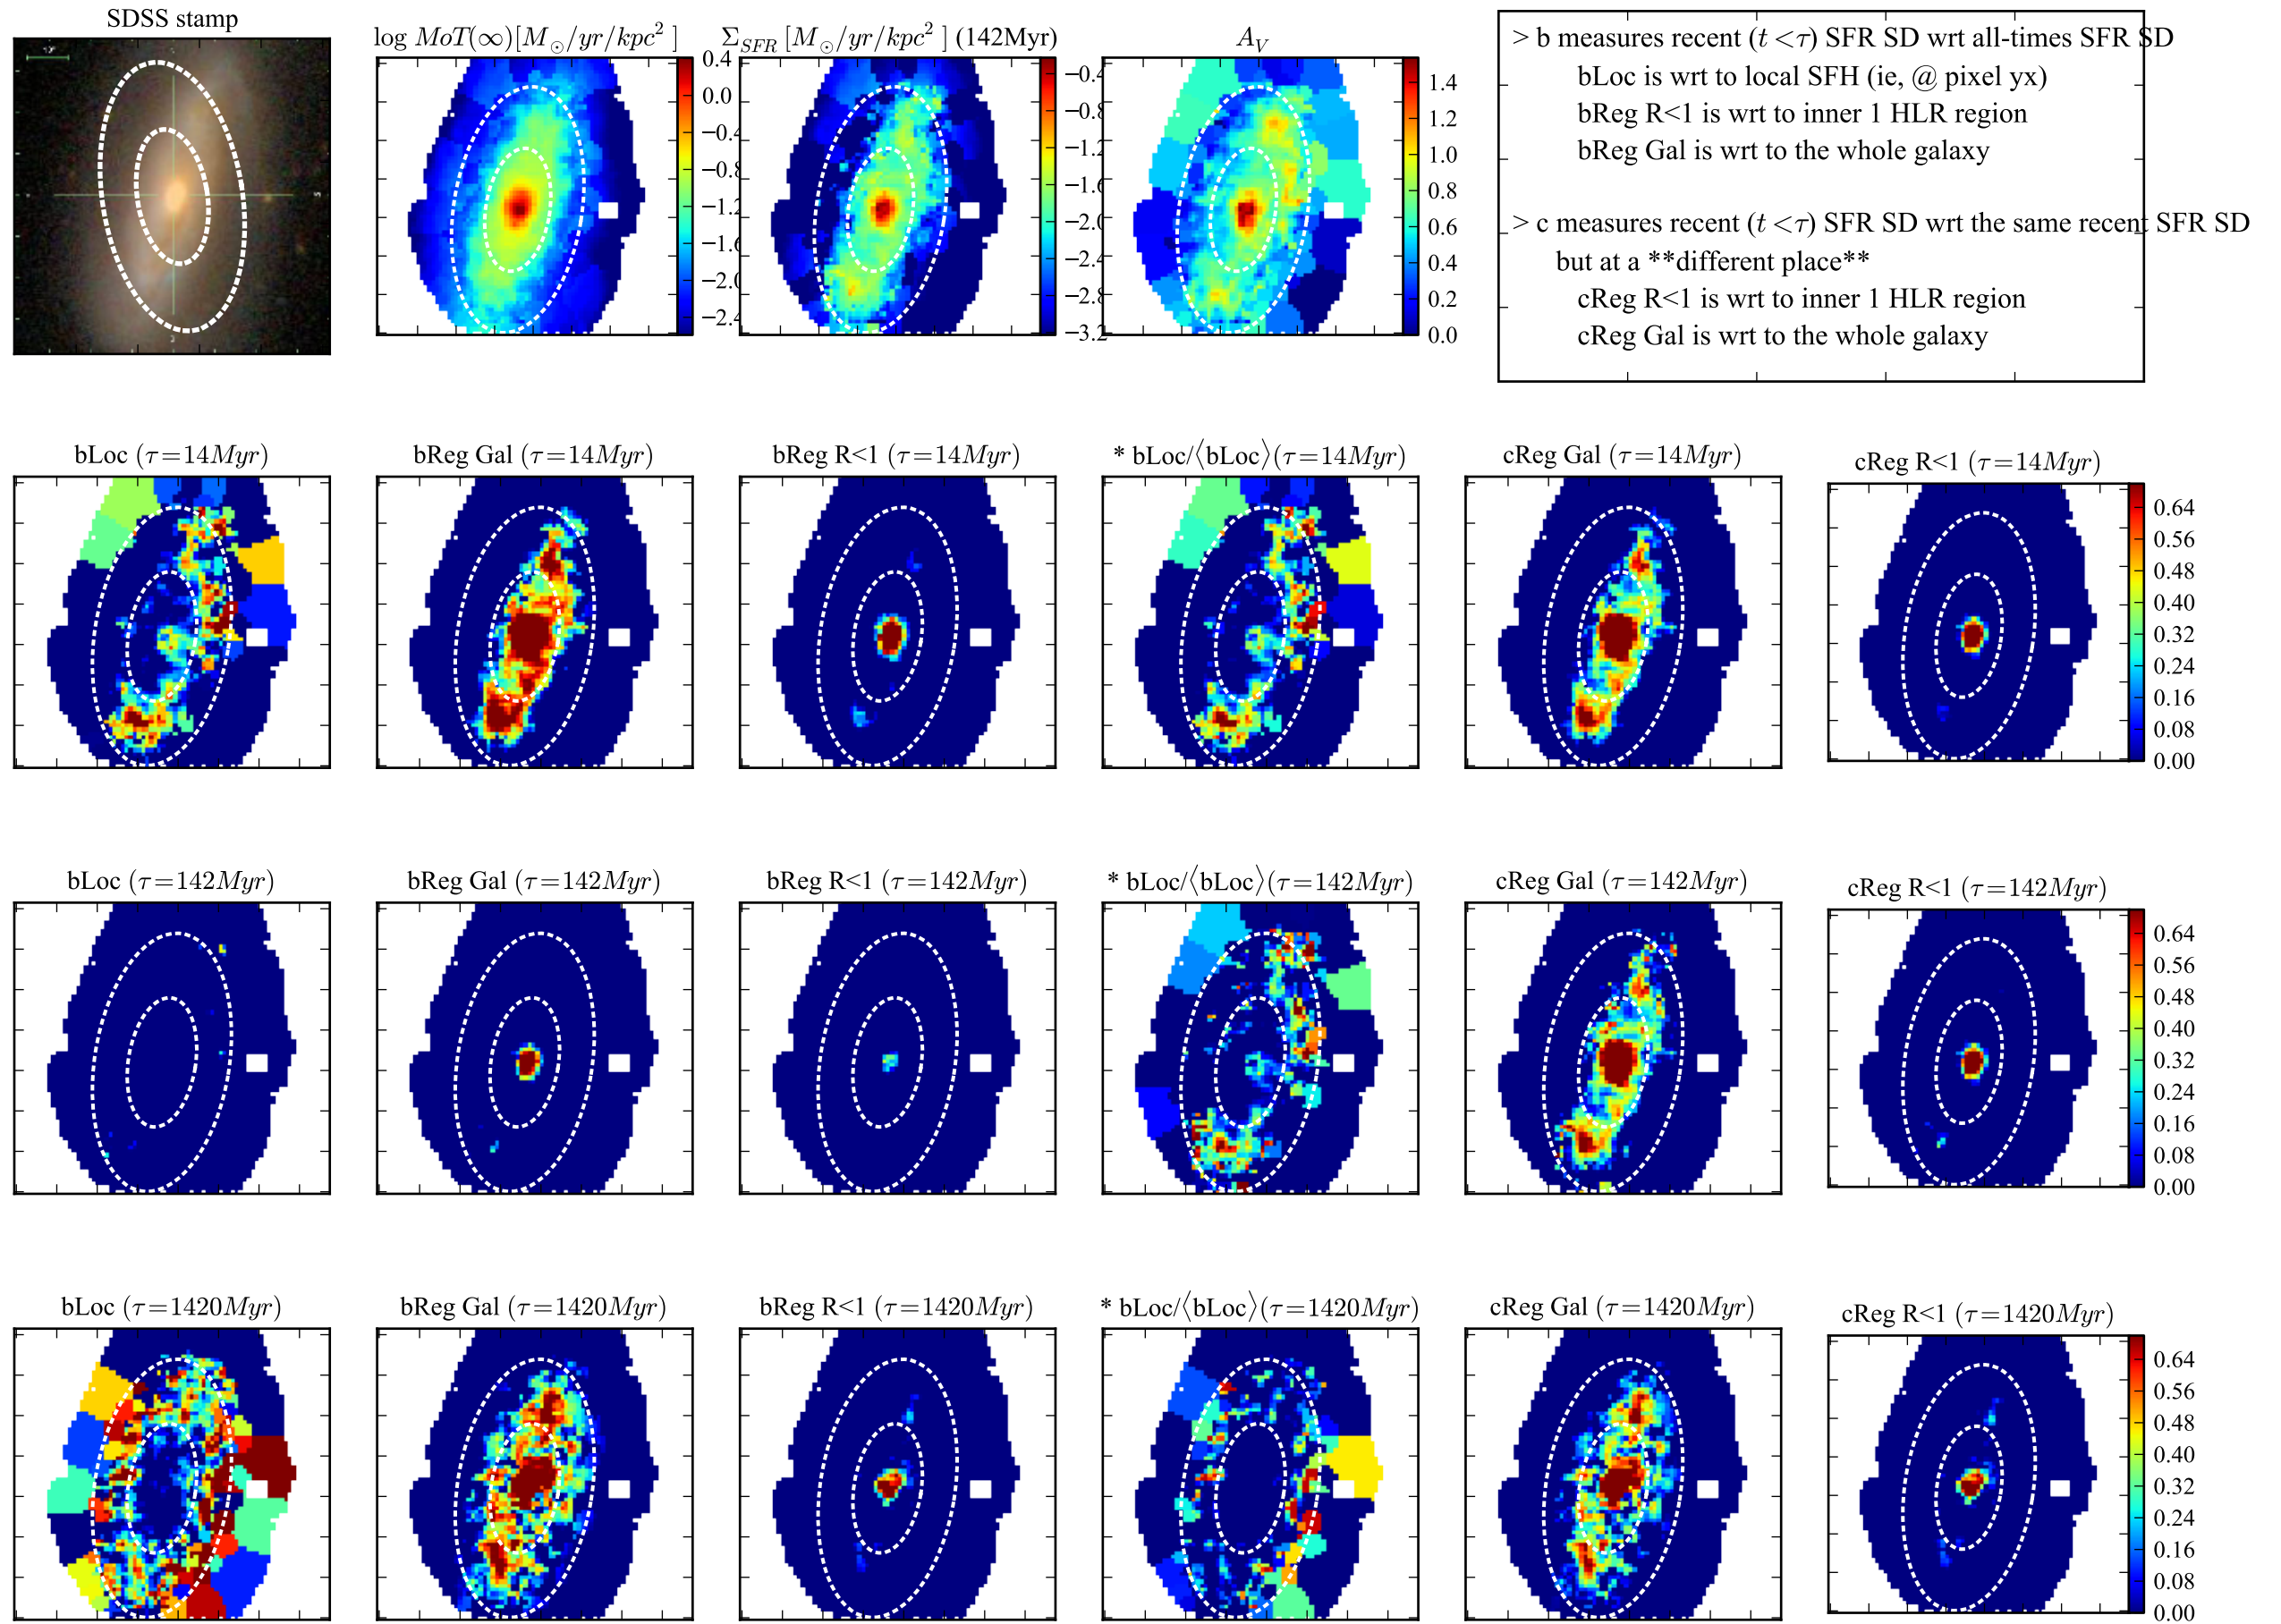 SDSS stamp
log MoT(∞)[M⊙/yr/kpc² ]
Σ_SFR [M⊙/yr/kpc² ] (142Myr)
A_V
0.4
0.0
−0.4
−0.8
−1.2
−1.6
−2.0
−2.4
−0.4
−0.8
−1.2
−1.6
−2.0
−2.4
−2.8
−3.2
1.4
1.2
1.0
0.8
0.6
0.4
0.2
0.0
> b measures recent (t <τ) SFR SD wrt all-times SFR SD
bLoc is wrt to local SFH (ie, @ pixel yx)
bReg R<1 is wrt to inner 1 HLR region
bReg Gal is wrt to the whole galaxy
> c measures recent (t <τ) SFR SD wrt the same recent SFR SD
but at a **different place**
cReg R<1 is wrt to inner 1 HLR region
cReg Gal is wrt to the whole galaxy
bLoc (τ=14Myr)
bReg Gal (τ=14Myr)
bReg R<1 (τ=14Myr)
* bLoc/⟨bLoc⟩(τ=14Myr)
cReg Gal (τ=14Myr)
cReg R<1 (τ=14Myr)
0.64
0.56
0.48
0.40
0.32
0.24
0.16
0.08
0.00
bLoc (τ=142Myr)
bReg Gal (τ=142Myr)
bReg R<1 (τ=142Myr)
* bLoc/⟨bLoc⟩(τ=142Myr)
cReg Gal (τ=142Myr)
cReg R<1 (τ=142Myr)
0.64
0.56
0.48
0.40
0.32
0.24
0.16
0.08
0.00
bLoc (τ=1420Myr)
bReg Gal (τ=1420Myr)
bReg R<1 (τ=1420Myr)
* bLoc/⟨bLoc⟩(τ=1420Myr)
cReg Gal (τ=1420Myr)
cReg R<1 (τ=1420Myr)
0.64
0.56
0.48
0.40
0.32
0.24
0.16
0.08
0.00